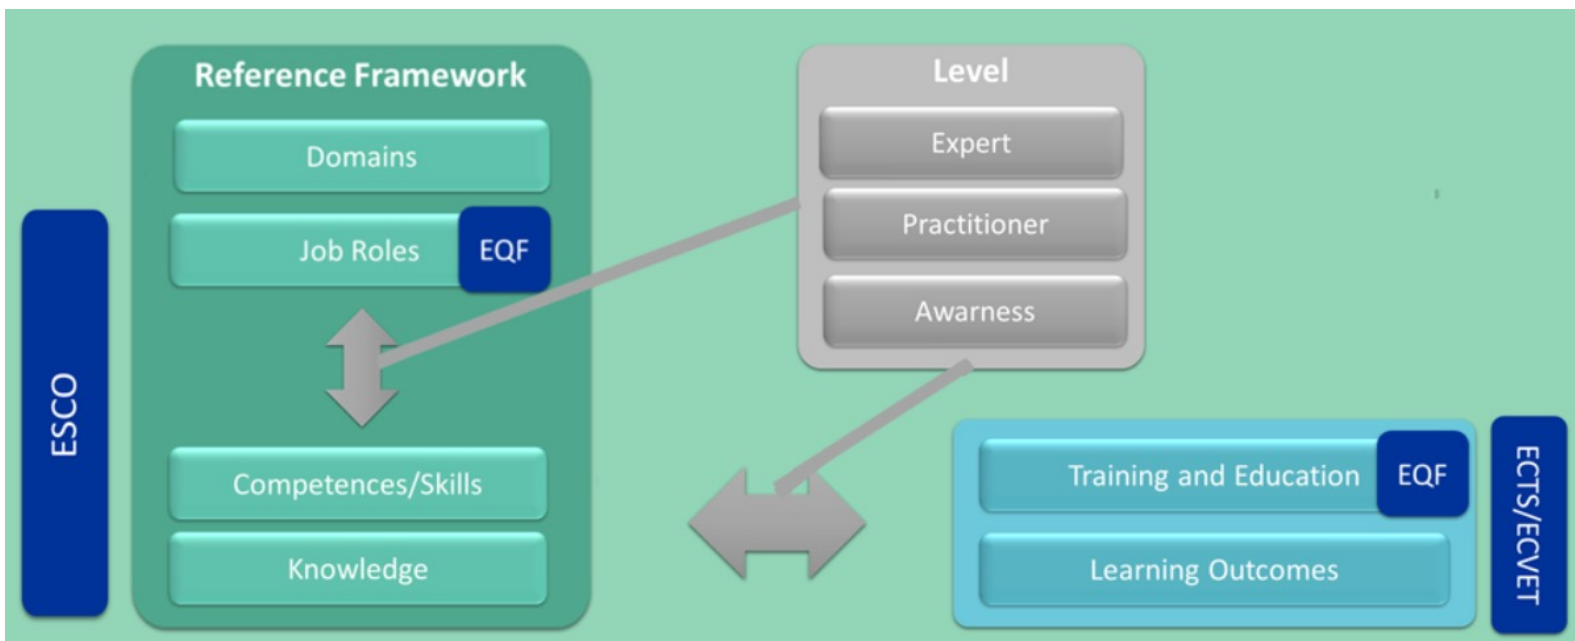 Reference Framework
Domains
Job Roles
EQF
Competences/Skills
Knowledge
ESCO
Level
Expert
Practitioner
Awarness
Training and Education
EQF
Learning Outcomes
ECTS/ECVET